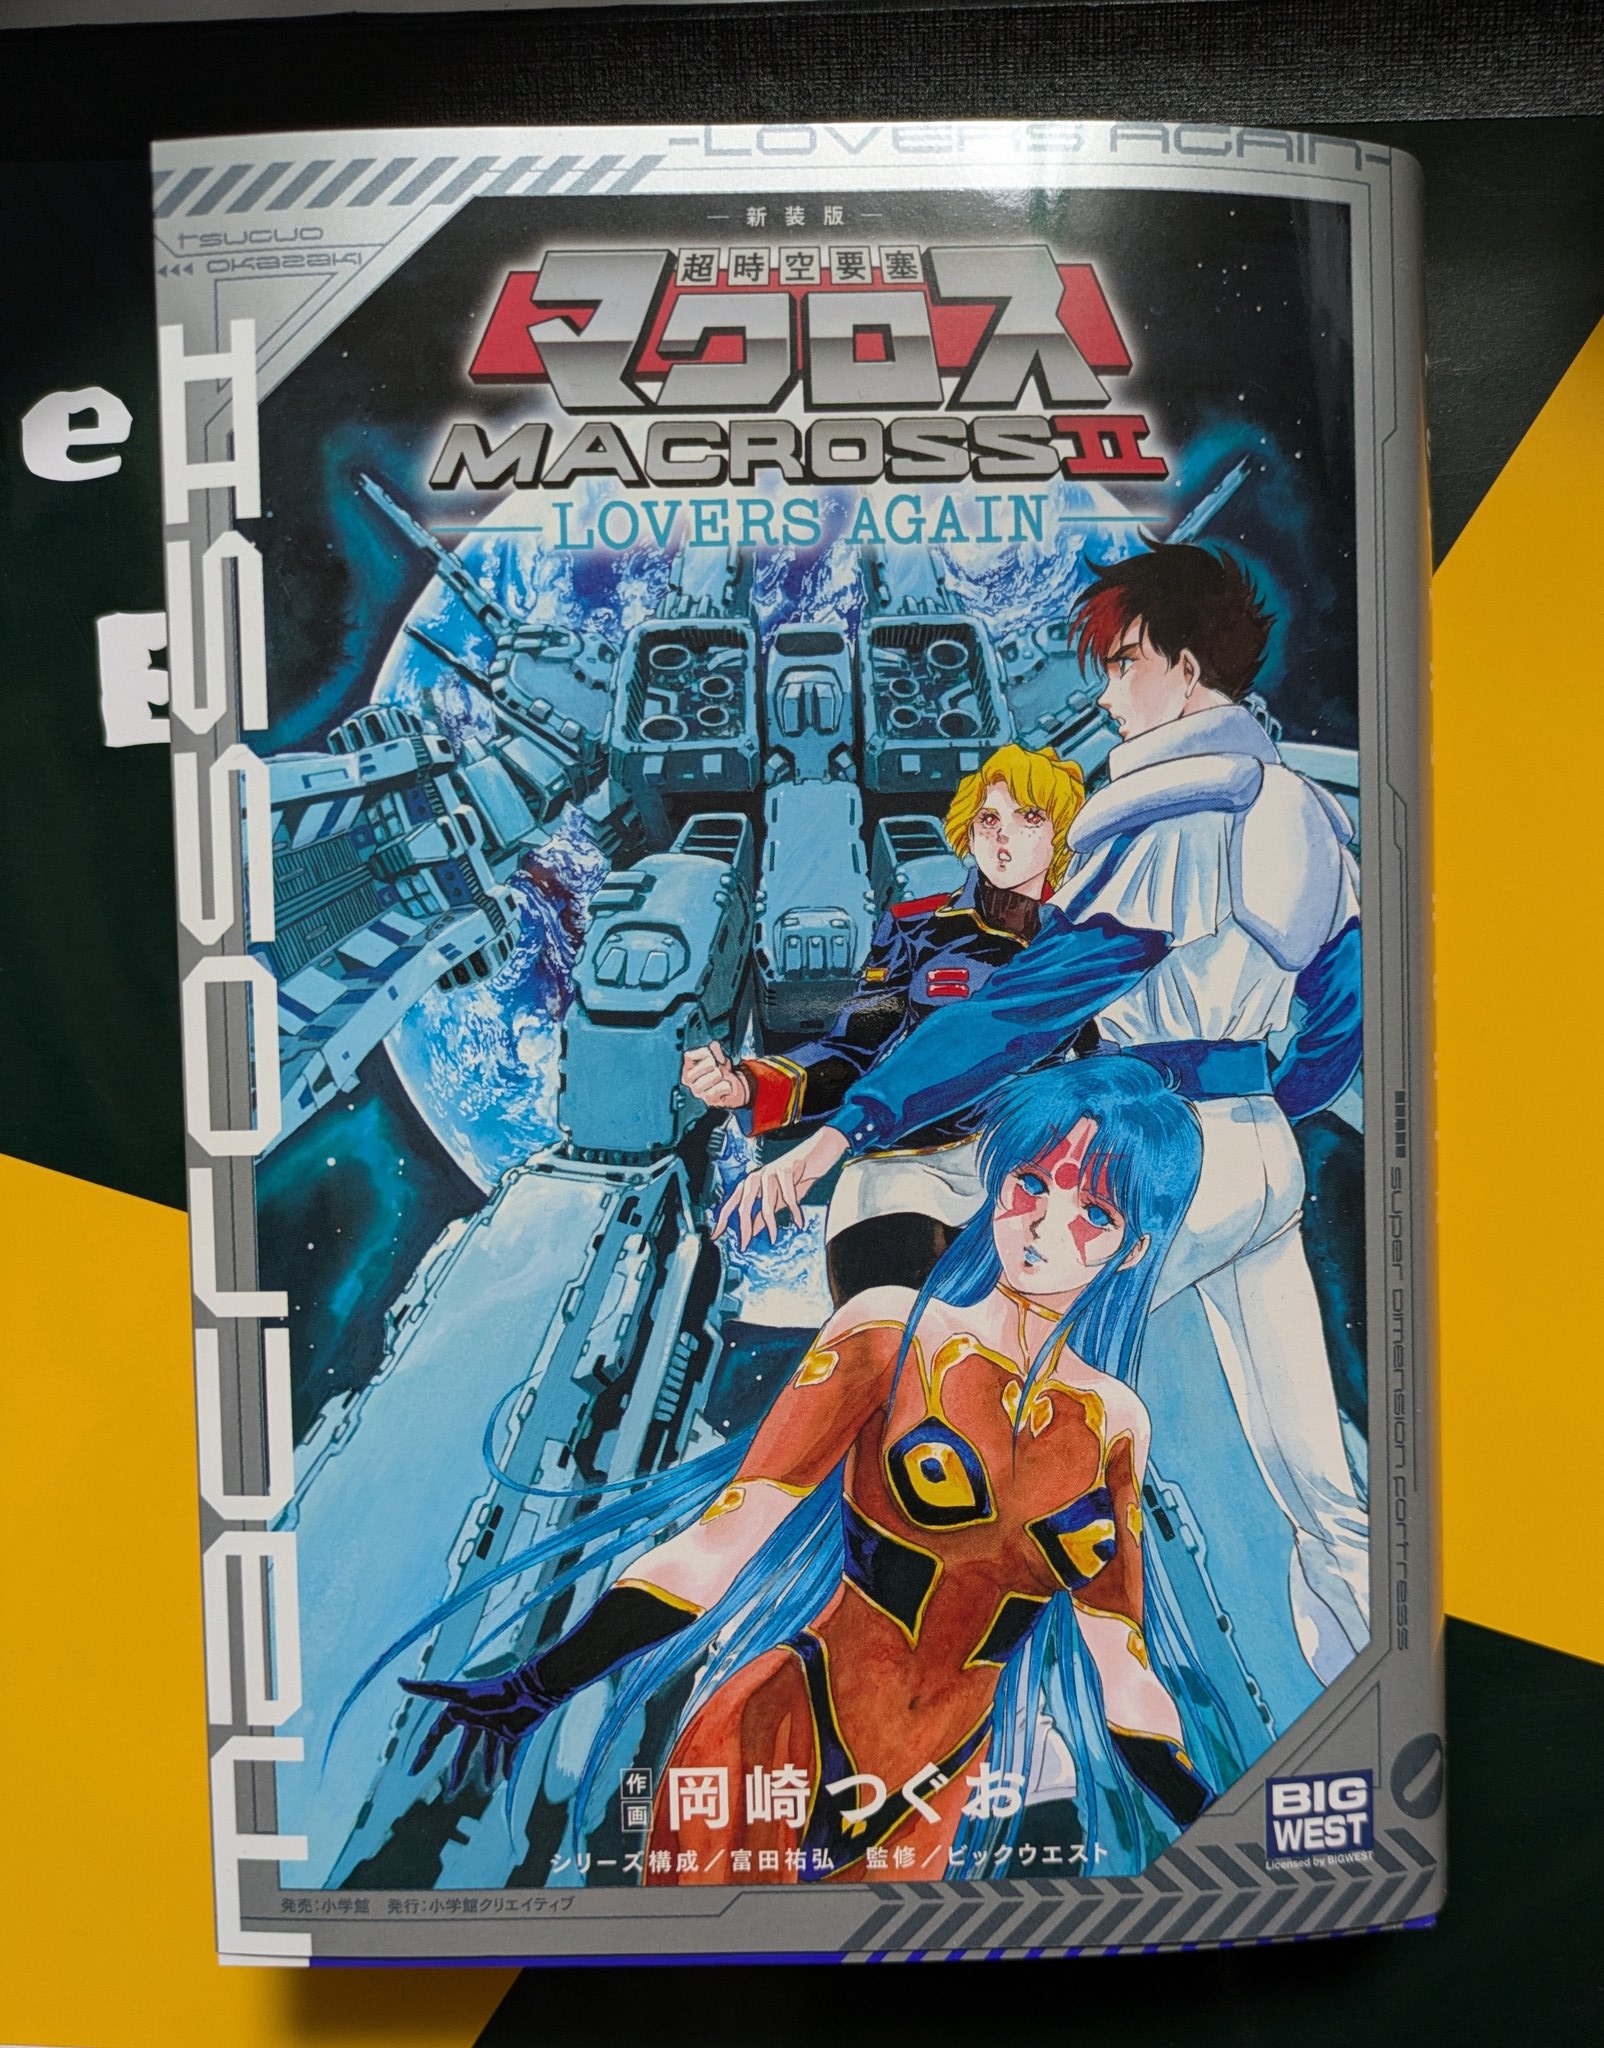 -LOVERS AGAIN-
TSUGUO
OKAZAKI
新装版
超時空要塞
マクロス
MACROSS II
LOVERS AGAIN
MACROSS II
e
E
SUPER DIMENSION FORTRESS
作画 岡崎つぐお
シリーズ構成/富田祐弘 監修/ビックウエスト
BIG
WEST
Licensed by BIGWEST
発売:小学館 発行:小学館クリエイティブ